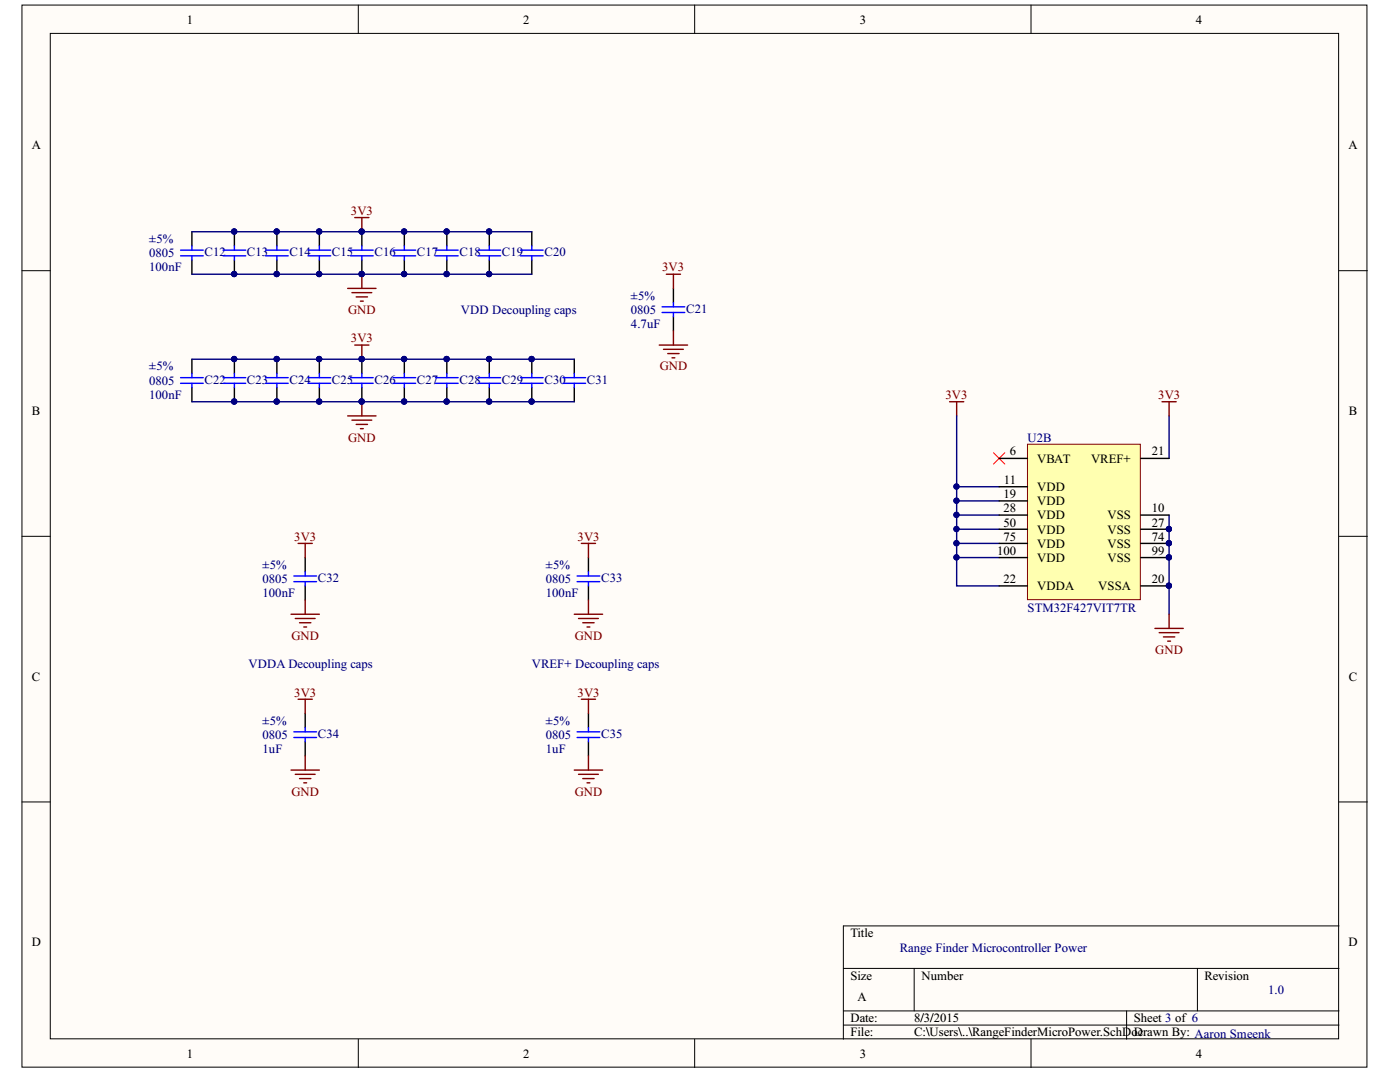 1 2 3 4
A A
3V3
±5%
0805 C12 C13 C14 C15 C16 C17 C18 C19 C20
100nF
3V3
GND
VDD Decoupling caps
±5%
0805 C21
4.7uF
3V3
GND
±5%
0805 C22 C23 C24 C25 C26 C27 C28 C29 C30 C31
100nF
GND
B B
3V3 3V3
U2B
6 VBAT VREF+ 21
11 VDD
19 VDD
28 VDD VSS 10
50 VDD VSS 27
75 VDD VSS 74
100 VDD VSS 99
22 VDDA VSSA 20
STM32F427VIT7TR
GND
3V3 3V3
±5% ±5%
0805 C32 0805 C33
100nF 100nF
GND GND
VDDA Decoupling caps VREF+ Decoupling caps
C C
3V3 3V3
±5% ±5%
0805 C34 0805 C35
1uF 1uF
GND GND
D D
Title
Range Finder Microcontroller Power
Size Number Revision
A 1.0
Date: 8/3/2015 Sheet 3 of 6
File: C:\Users\..\RangeFinderMicroPower.SchDoc Drawn By: Aaron Smeenk
1 2 3 4